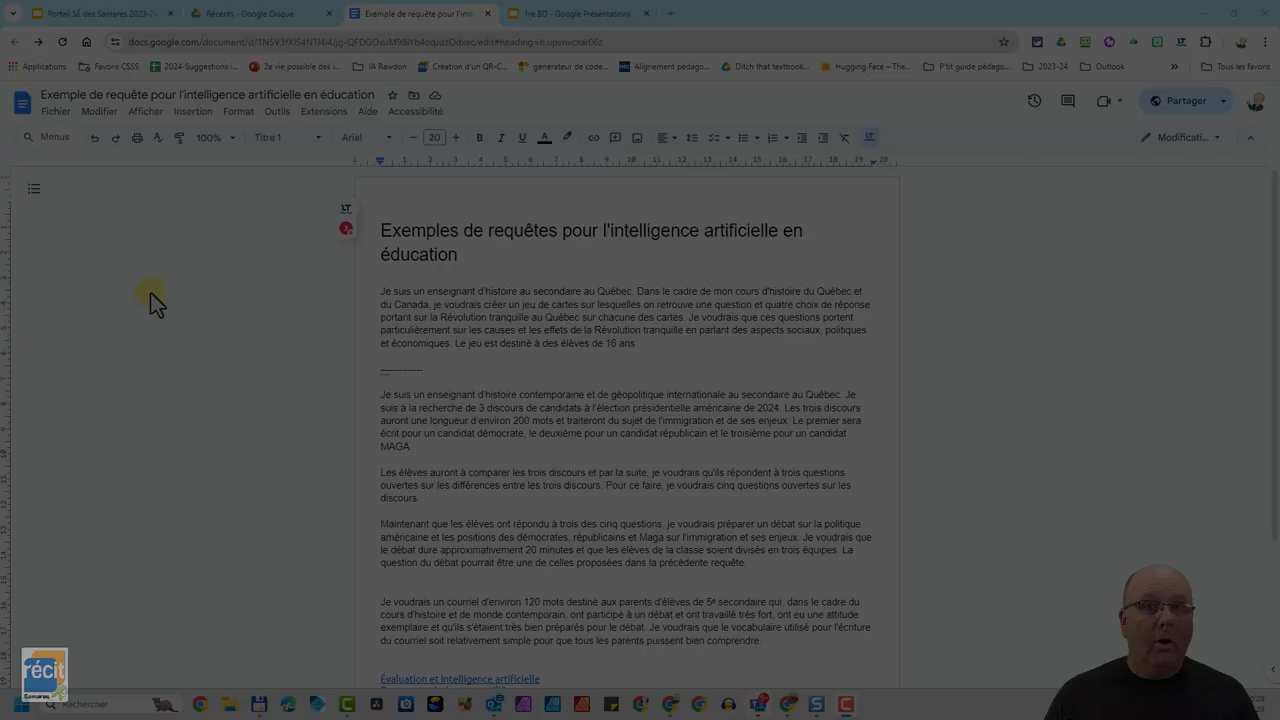 Portail SÉ des Samares 2023-24
Récents - Google Disque
Exemple de requête pour l'inte
1re BD - Google Présentations
Applications
Favoris CSSS
2024-Suggestions i...
2e vie possible des i...
IA Rawdon
Création d'un QR-C...
générateur de code...
Alignement pédago...
Ditch that textbook...
Hugging Face – The...
P'tit guide pédago...
2023-24
Outlook
Tous les favoris
Exemple de requête pour l'intelligence artificielle en éducation
Partager
Fichier Modifier Afficher Insertion Format Outils Extensions Aide Accessibilité
Menus
100%
Titre 1
Arial
20
Modificati...
Exemples de requêtes pour l'intelligence artificielle en
éducation
Je suis un enseignant d'histoire au secondaire au Québec. Dans le cadre de mon cours d'histoire du Québec et
du Canada, je voudrais créer un jeu de cartes sur lesquelles on retrouve une question et quatre choix de réponse
portant sur la Révolution tranquille au Québec sur chacune des cartes. Je voudrais que ces questions portent
particulièrement sur les causes et les effets de la Révolution tranquille en parlant des aspects sociaux, politiques
et économiques. Le jeu est destiné à des élèves de 16 ans.
Je suis un enseignant d'histoire contemporaine et de géopolitique internationale au secondaire au Québec. Je
suis à la recherche de 3 discours de candidats à l'élection présidentielle américaine de 2024. Les trois discours
auront une longueur d'environ 200 mots et traiteront du sujet de l'immigration et de ses enjeux. Le premier sera
écrit pour un candidat démocrate, le deuxième pour un candidat républicain et le troisième pour un candidat
MAGA.
Les élèves auront à comparer les trois discours et par la suite, je voudrais qu'ils répondent à trois questions
ouvertes sur les différences entre les trois discours. Pour ce faire, je voudrais cinq questions ouvertes sur les
discours.
Maintenant que les élèves ont répondu à trois des cinq questions, je voudrais préparer un débat sur la politique
américaine et les positions des démocrates, républicains et Maga sur l'immigration et ses enjeux. Je voudrais que
le débat dure approximativement 20 minutes et que les élèves de la classe soient divisés en trois équipes. La
question du débat pourrait être une de celles proposées dans la précédente requête.
Je voudrais un courriel d'environ 120 mots destiné aux parents d'élèves de 5e secondaire qui, dans le cadre du
cours d'histoire et de monde contemporain, ont participé à un débat et ont travaillé très fort, ont eu une attitude
exemplaire et qu'ils s'étaient très bien préparés pour le débat. Je voudrais que le vocabulaire utilisé pour l'écriture
du courriel soit relativement simple pour que tous les parents puissent bien comprendre.
Évaluation et intelligence artificielle
récit
Samares
Rechercher